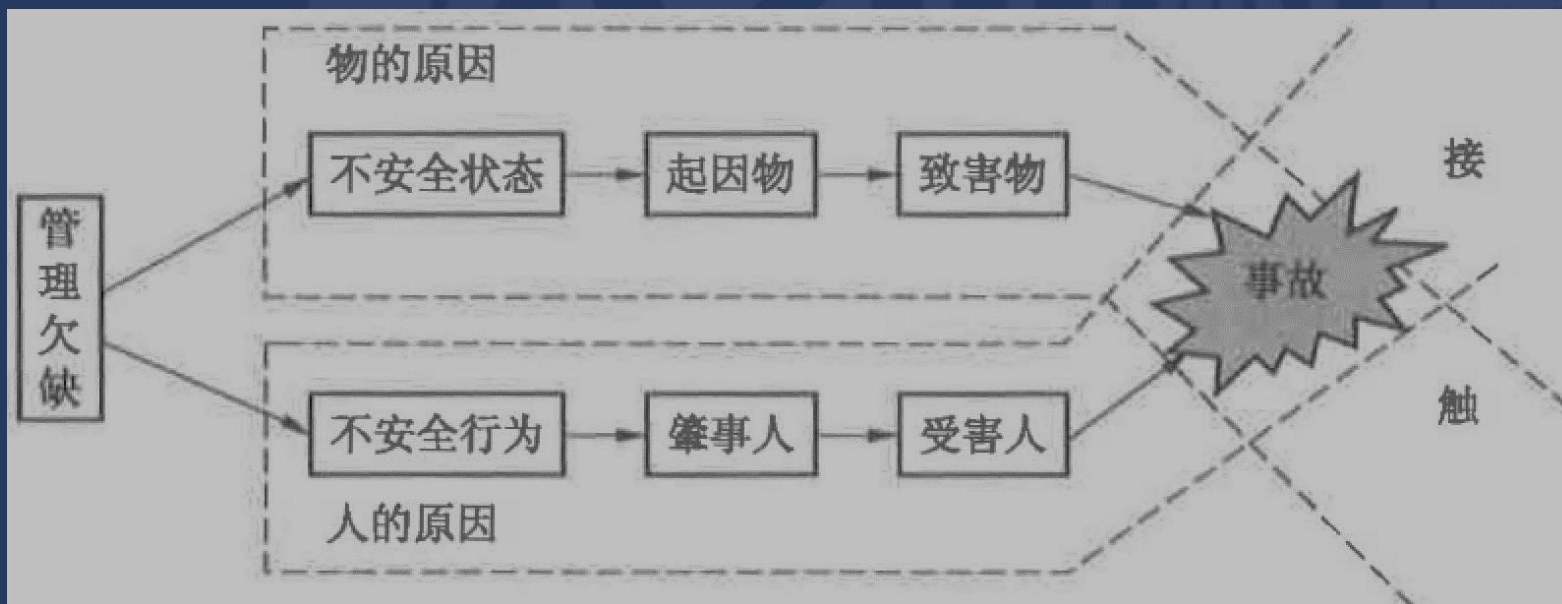 物的原因
不安全状态
起因物
致害物
接
管理欠缺
事故
触
不安全行为
肇事人
受害人
人的原因